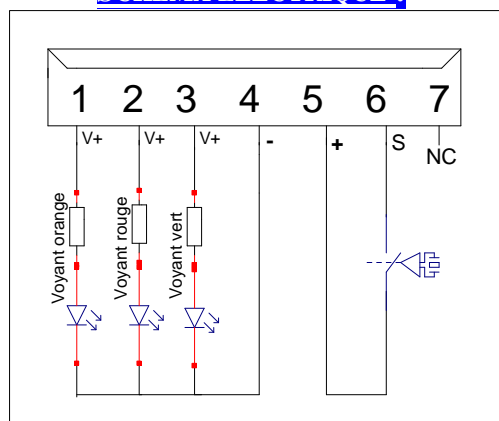 1 2 3 4 5 6 7
V+ V+ V+ - + S NC
Voyant orange
Voyant rouge
Voyant vert